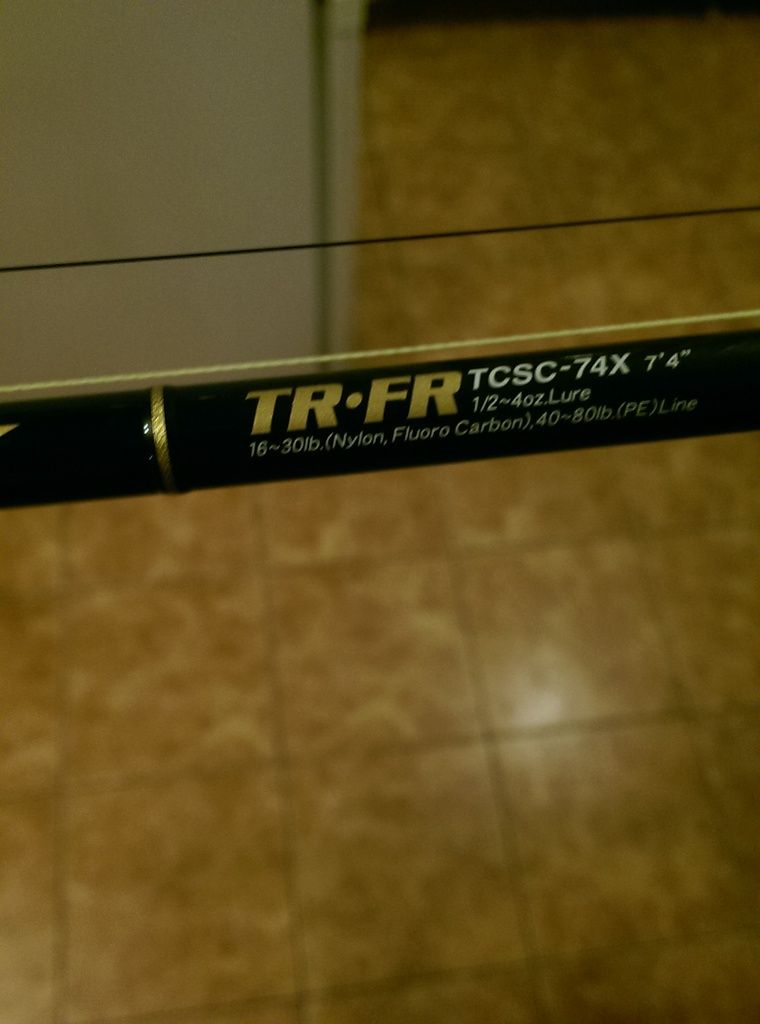 TR•FR TCSC-74X 7'4"
1/2~4oz.Lure
16~30lb.(Nylon, Fluoro Carbon),40~80lb.(PE)Line